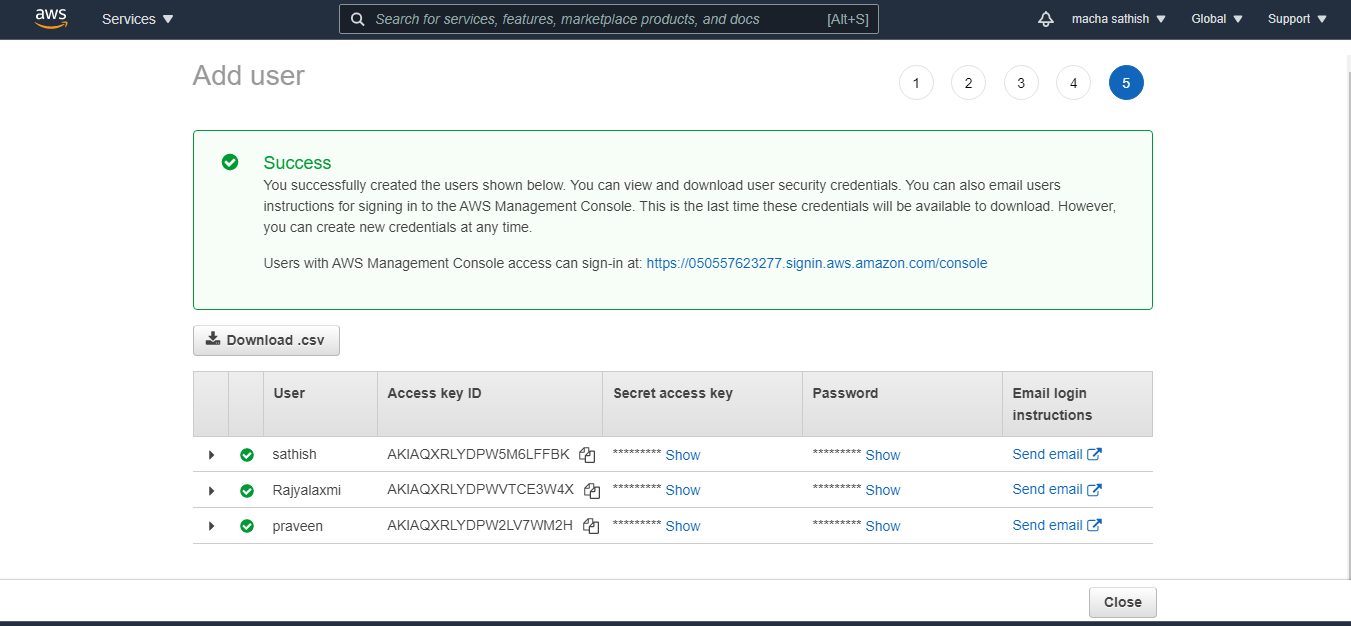 aws Services Search for services, features, marketplace products, and docs [Alt+S] macha sathish Global Support
Add user 1 2 3 4 5
Success
You successfully created the users shown below. You can view and download user security credentials. You can also email users
instructions for signing in to the AWS Management Console. This is the last time these credentials will be available to download. However,
you can create new credentials at any time.
Users with AWS Management Console access can sign-in at: https://050557623277.signin.aws.amazon.com/console
Download .csv
User Access key ID Secret access key Password Email login
instructions
sathish AKIAQXRLYDPW5M6LFFBK ********* Show ********* Show Send email
Rajyalaxmi AKIAQXRLYDPWVTCE3W4X ********* Show ********* Show Send email
praveen AKIAQXRLYDPW2LV7WM2H ********* Show ********* Show Send email
Close